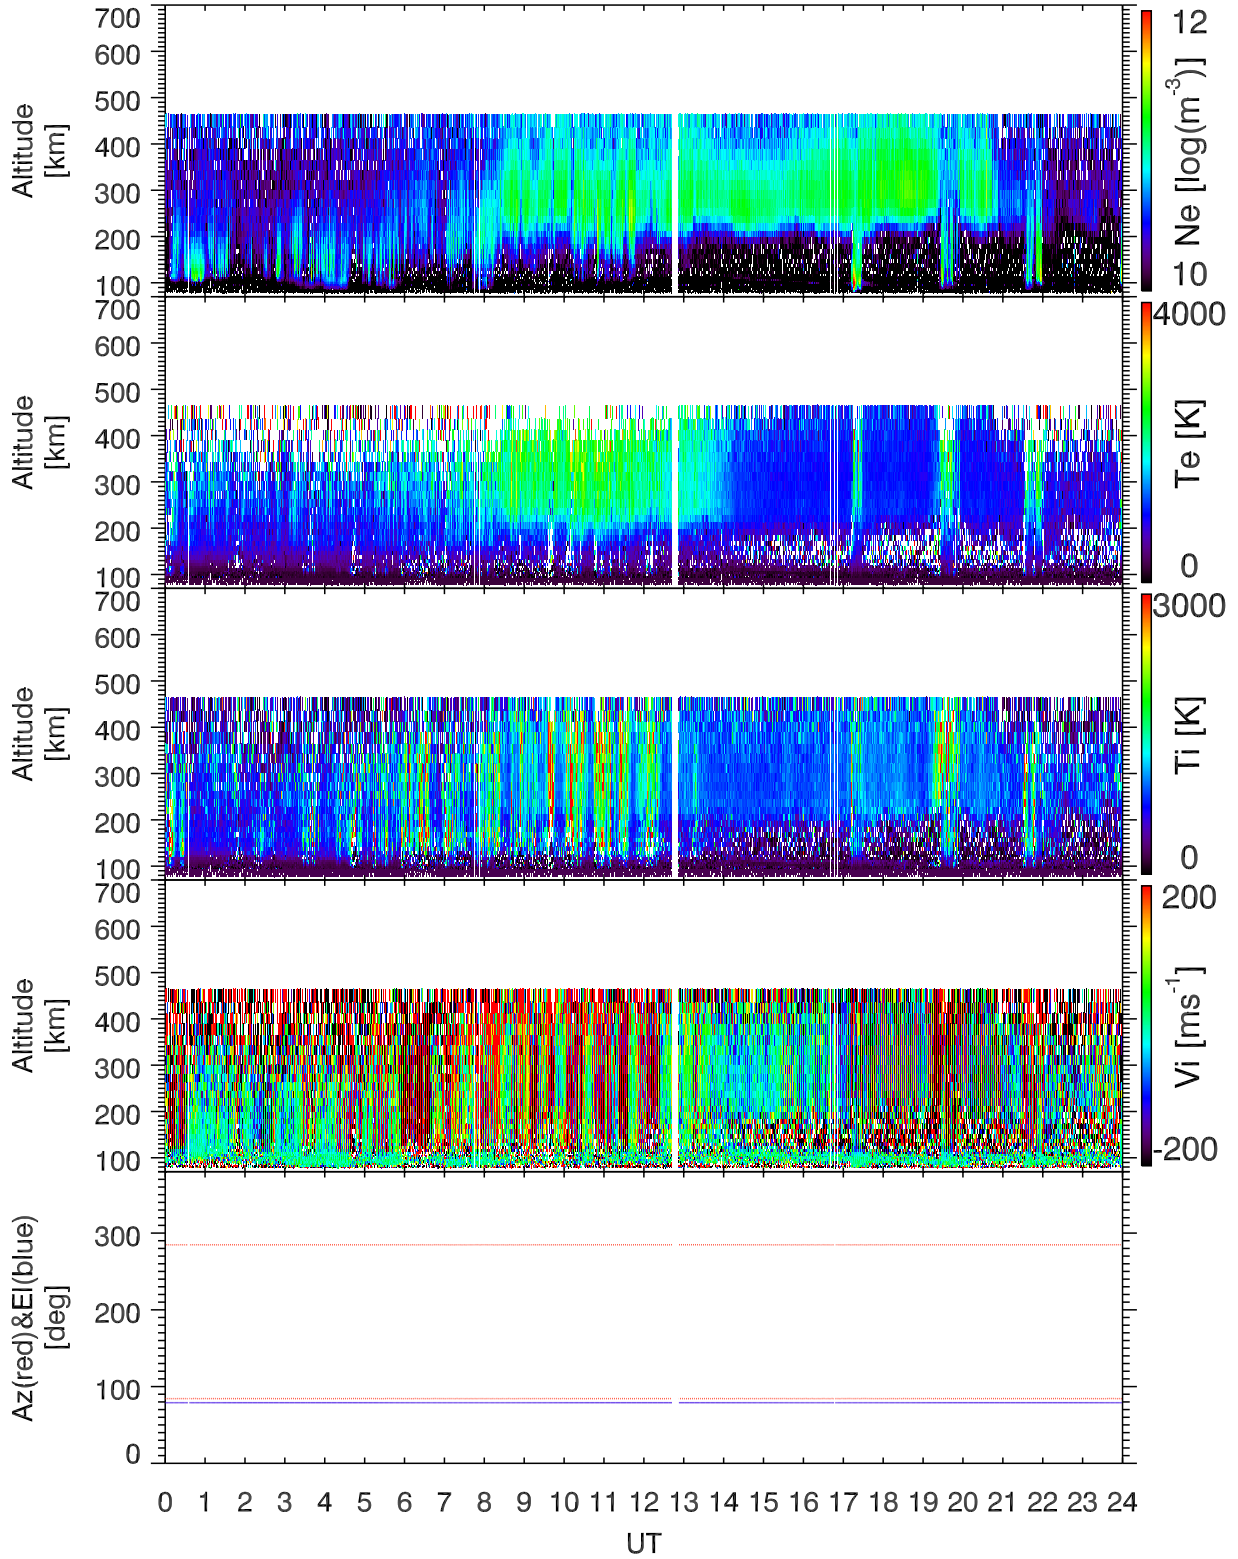 700
600
500
400
300
200
100
Altitude
[km]
12
10
Ne [log(m⁻³)]
700
600
500
400
300
200
100
Altitude
[km]
4000
0
Te [K]
700
600
500
400
300
200
100
Altitude
[km]
3000
0
Ti [K]
700
600
500
400
300
200
100
Altitude
[km]
200
-200
Vi [ms⁻¹]
300
200
100
0
Az(red)&El(blue)
[deg]
0 1 2 3 4 5 6 7 8 9 10 11 12 13 14 15 16 17 18 19 20 21 22 23 24
UT